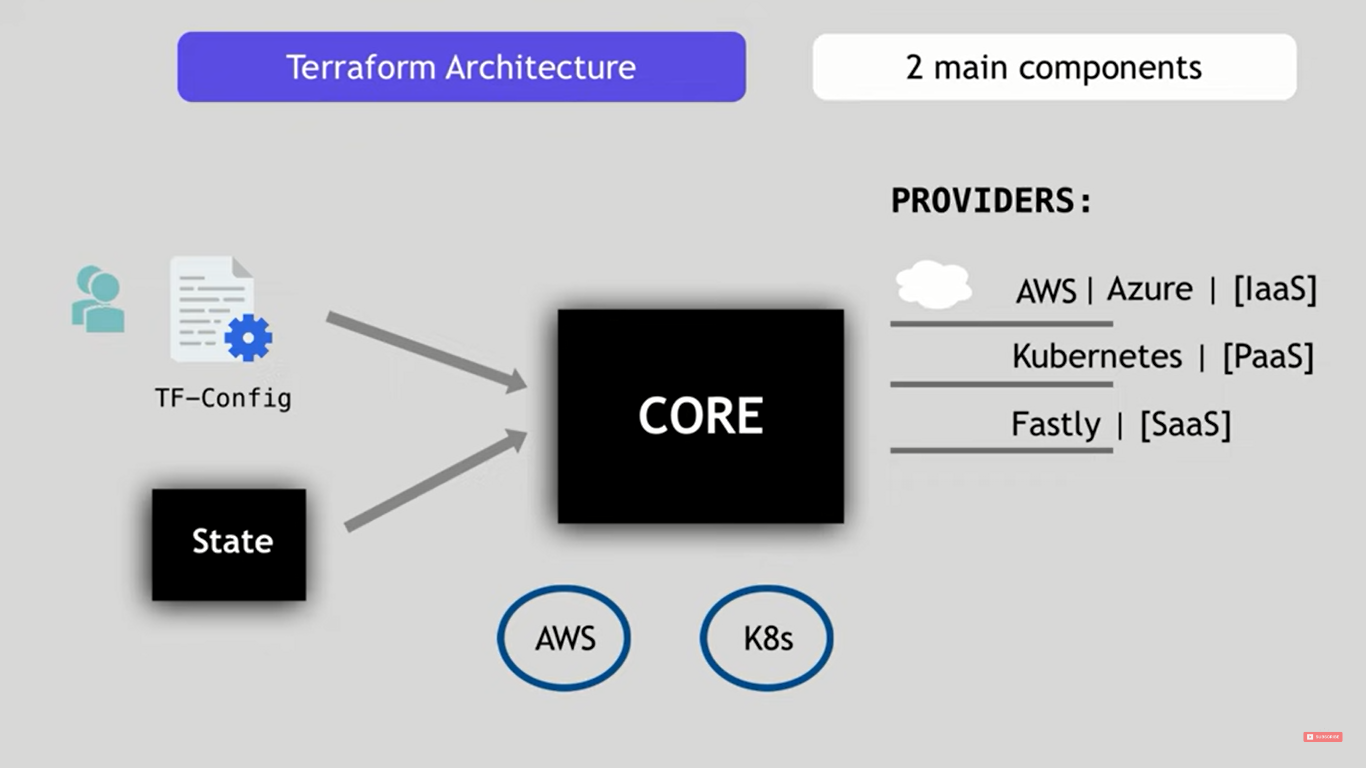 Terraform Architecture
2 main components
PROVIDERS:
AWS | Azure | [IaaS]
Kubernetes | [PaaS]
Fastly | [SaaS]
TF-Config
CORE
State
AWS
K8s
SUBSCRIBE